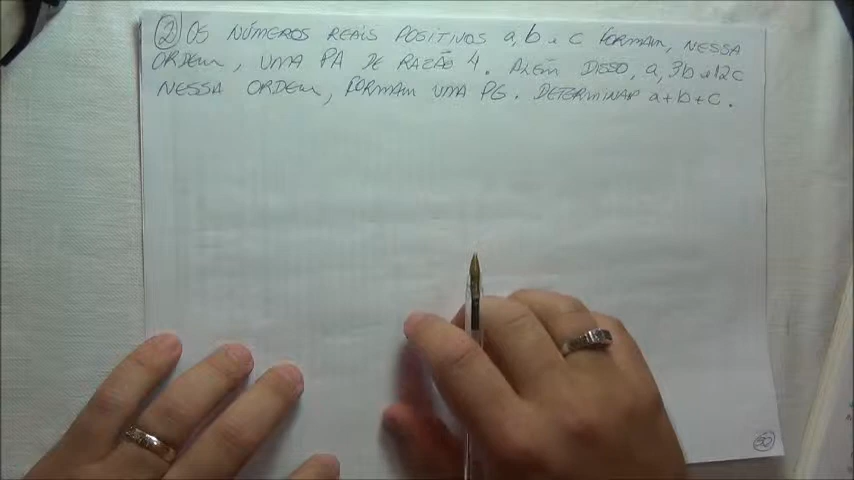 ② OS NÚMEROS REAIS POSITIVOS a, b e c FORMAM, NESSA
ORDEM, UMA PA DE RAZÃO 4. ALÉM DISSO, a, 3b e 12c
NESSA ORDEM, FORMAM UMA PG. DETERMINAR a+b+c.
50